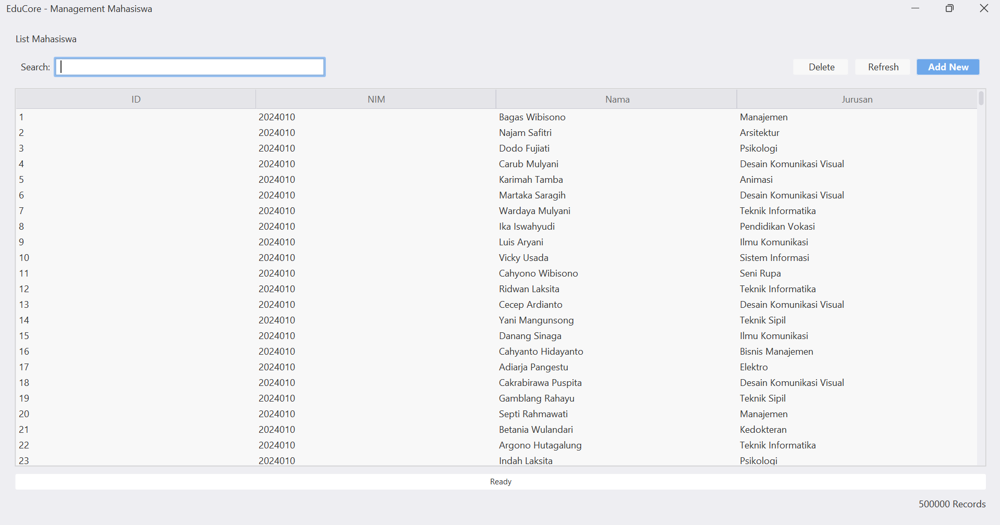 EduCore - Management Mahasiswa
List Mahasiswa
Search: Delete Refresh Add New
ID NIM Nama Jurusan
1 2024010 Bagas Wibisono Manajemen
2 2024010 Najam Safitri Arsitektur
3 2024010 Dodo Fujiati Psikologi
4 2024010 Carub Mulyani Desain Komunikasi Visual
5 2024010 Karimah Tamba Animasi
6 2024010 Martaka Saragih Desain Komunikasi Visual
7 2024010 Wardaya Mulyani Teknik Informatika
8 2024010 Ika Iswahyudi Pendidikan Vokasi
9 2024010 Luis Aryani Ilmu Komunikasi
10 2024010 Vicky Usada Sistem Informasi
11 2024010 Cahyono Wibisono Seni Rupa
12 2024010 Ridwan Laksita Teknik Informatika
13 2024010 Cecep Ardianto Desain Komunikasi Visual
14 2024010 Yani Mangunsong Teknik Sipil
15 2024010 Danang Sinaga Ilmu Komunikasi
16 2024010 Cahyanto Hidayanto Bisnis Manajemen
17 2024010 Adiarja Pangestu Elektro
18 2024010 Cakrabirawa Puspita Desain Komunikasi Visual
19 2024010 Gamblang Rahayu Teknik Sipil
20 2024010 Septi Rahmawati Manajemen
21 2024010 Betania Wulandari Kedokteran
22 2024010 Argono Hutagalung Teknik Informatika
23 2024010 Indah Laksita Psikologi
Ready
500000 Records